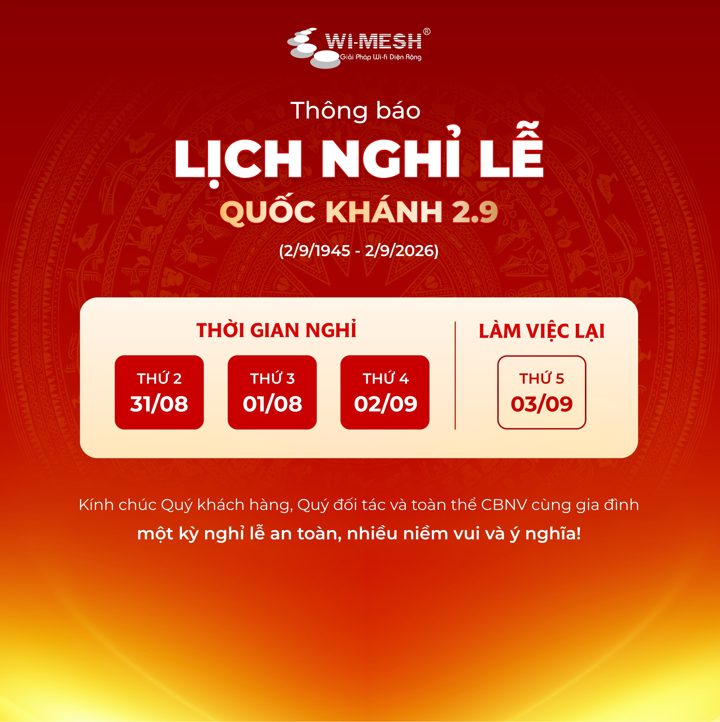 WI-MESH®
Giải Pháp Wi-fi Diện Rộng
Thông báo
LỊCH NGHỈ LỄ
QUỐC KHÁNH 2.9
(2/9/1945 - 2/9/2026)
THỜI GIAN NGHỈ
THỨ 2
31/08
THỨ 3
01/08
THỨ 4
02/09
LÀM VIỆC LẠI
THỨ 5
03/09
Kính chúc Quý khách hàng, Quý đối tác và toàn thể CBNV cùng gia đình
một kỳ nghỉ lễ an toàn, nhiều niềm vui và ý nghĩa!